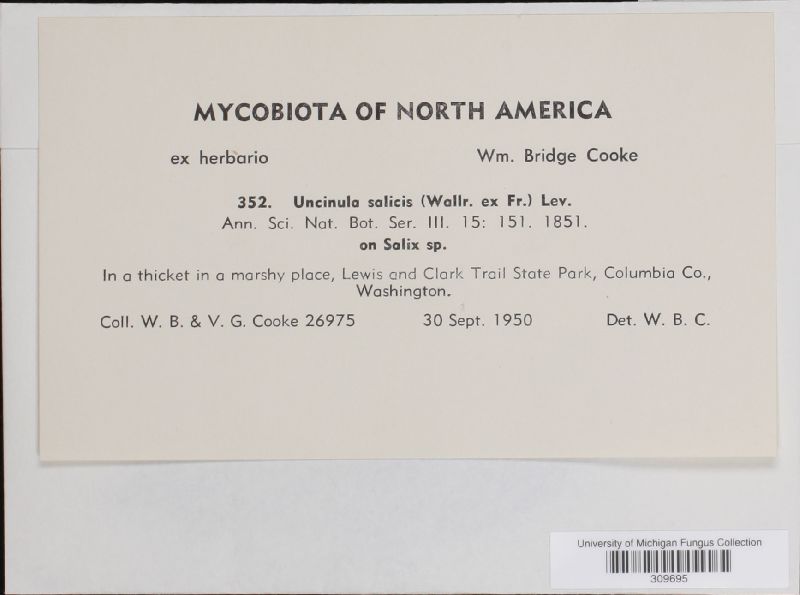 MYCOBIOTA OF NORTH AMERICA
ex herbario Wm. Bridge Cooke
352. Uncinula salicis (Wallr. ex Fr.) Lev.
Ann. Sci. Nat. Bot. Ser. III. 15: 151. 1851.
on Salix sp.
In a thicket in a marshy place, Lewis and Clark Trail State Park, Columbia Co.,
Washington.
Coll. W. B. & V. G. Cooke 26975 30 Sept. 1950 Det. W. B. C.
University of Michigan Fungus Collection
309695